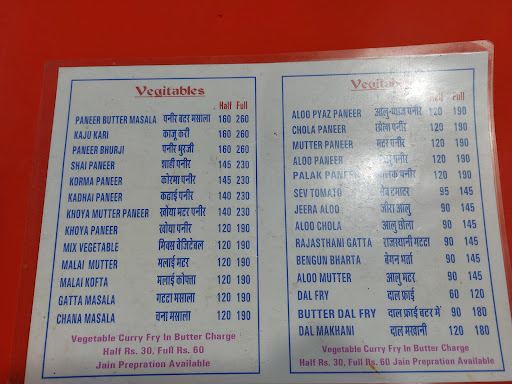 Vegitables
Half Full
PANEER BUTTER MASALA पनीर बटर मसाला 160 260
KAJU KARI काजू करी 160 260
PANEER BHURJI पनीर भुरजी 160 260
SHAI PANEER शाही पनीर 145 230
KORMA PANEER कोरमा पनीर 145 230
KADHAI PANEER कढाई पनीर 140 230
KHOYA MUTTER PANEER खोया मटर पनीर 140 230
KHOYA PANEER खोया पनीर 120 190
MIX VEGETABLE मिक्स वेजिटेबल 120 190
MALAI MUTTER मलाई मटर 120 190
MALAI KOFTA मलाई कोफ्ता 120 190
GATTA MASALA गटटा मसाला 120 190
CHANA MASALA चना मसाला 120 190
Vegetable Curry Fry In Butter Charge
Half Rs. 30, Full Rs. 60
Jain Prepration Available
Vegitables
Full
ALOO PYAZ PANEER आलु-प्याज पनीर 120 190
CHOLA PANEER छोला पनीर 120 190
MUTTER PANEER मटर पनीर 120 190
ALOO PANEER पनीर 120 190
PALAK PANEER पालक पनीर 120 190
SEV TOMATO सेव टमाटर 95 145
JEERA ALOO जीरा आलु 90 145
ALOO CHOLA आलु छोला 90 145
RAJASTHANI GATTA राजस्थानी गटटा 90 145
BENGUN BHARTA बेगन भर्ता 90 145
ALOO MUTTER आलु मटर 90 145
DAL FRY दाल फ्राई 60 120
BUTTER DAL FRY दाल फ्राई बटर में 90 180
DAL MAKHANI दाल मखानी 120 180
Vegetable Curry Fry In Butter Charge
Half Rs. 30, Full Rs. 60 Jain Prepration Available